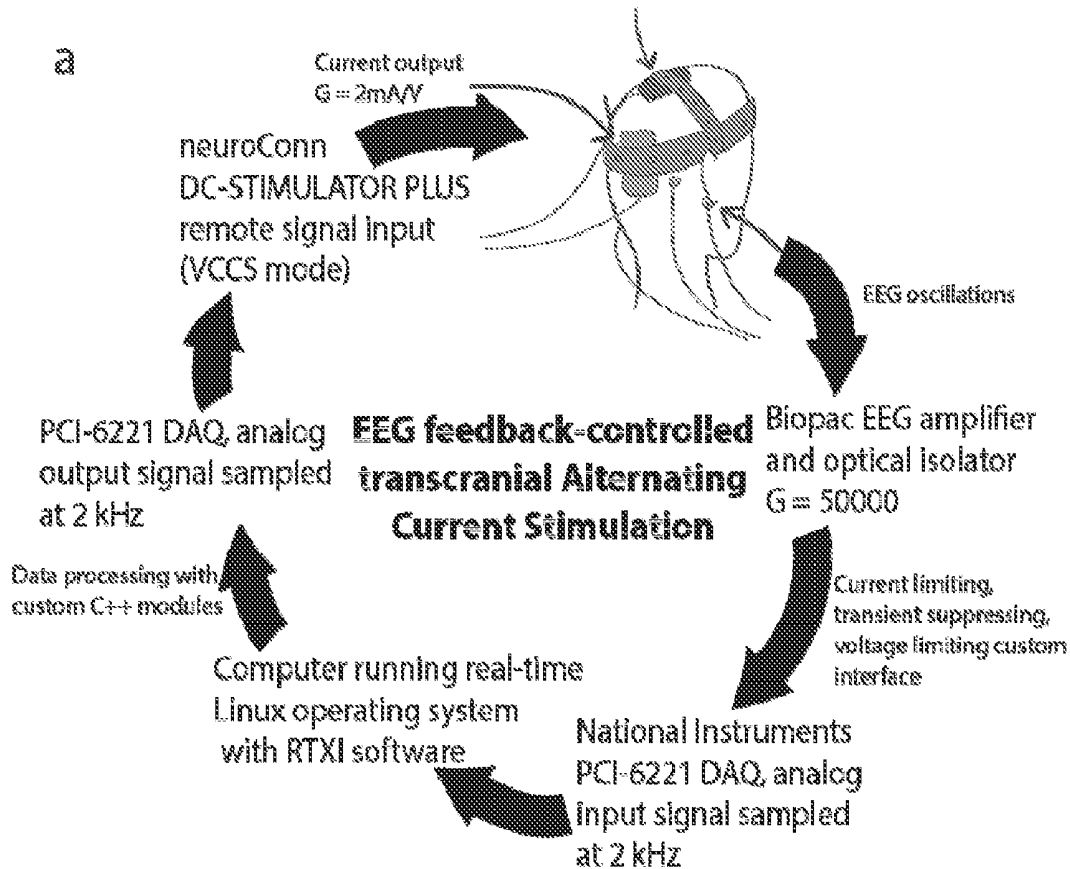 a
Current output
G = 2mA/V
neuroConn
DC-STIMULATOR PLUS
remote signal input
(VCCS mode)
EEG oscillations
Biopac EEG amplifier
and optical isolator
G = 50000
Current limiting,
transient suppressing,
voltage limiting custom
interface
National Instruments
PCI-6221 DAQ, analog
input signal sampled
at 2 kHz
Computer running real-time
Linux operating system
with RTXI software
Data processing with
custom C++ modules
PCI-6221 DAQ, analog
output signal sampled
at 2 kHz
EEG feedback-controlled
transcranial Alternating
Current Stimulation